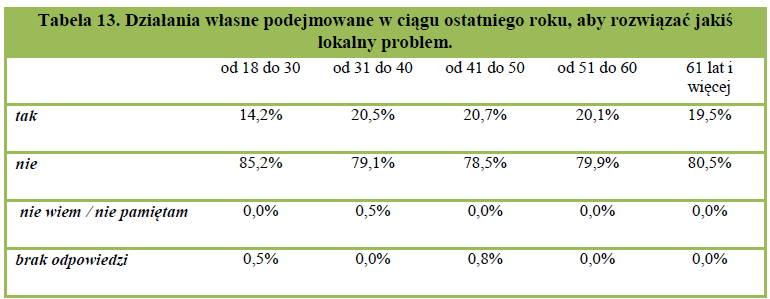 Tabela 13. Działania własne podejmowane w ciągu ostatniego roku, aby rozwiązać jakiś
lokalny problem.
od 18 do 30 od 31 do 40 od 41 do 50 od 51 do 60 61 lat i
więcej
tak 14,2% 20,5% 20,7% 20,1% 19,5%
nie 85,2% 79,1% 78,5% 79,9% 80,5%
nie wiem / nie pamiętam 0,0% 0,5% 0,0% 0,0% 0,0%
brak odpowiedzi 0,5% 0,0% 0,8% 0,0% 0,0%